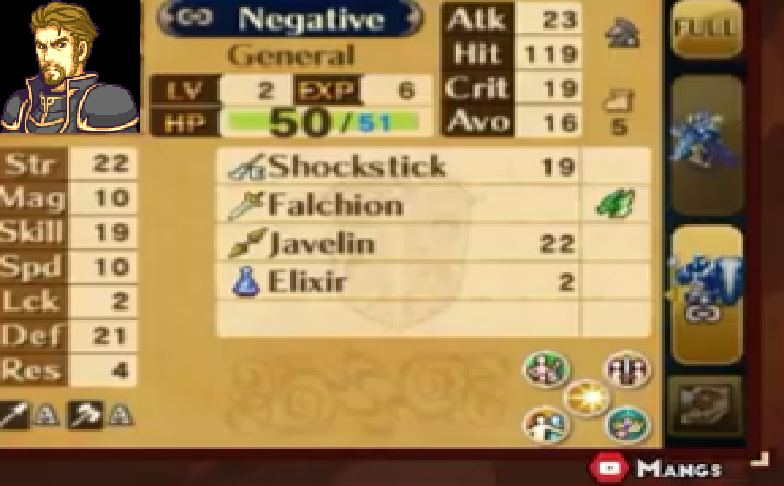 Negative
General
LV 2 EXP 6
HP 50/51
Atk 23
Hit 119
Crit 19
Avo 16
5
FULL
Str 22
Mag 10
Skill 19
Spd 10
Lck 2
Def 21
Res 4
A A
Shockstick 19
Falchion
Javelin 22
Elixir 2
MANGS